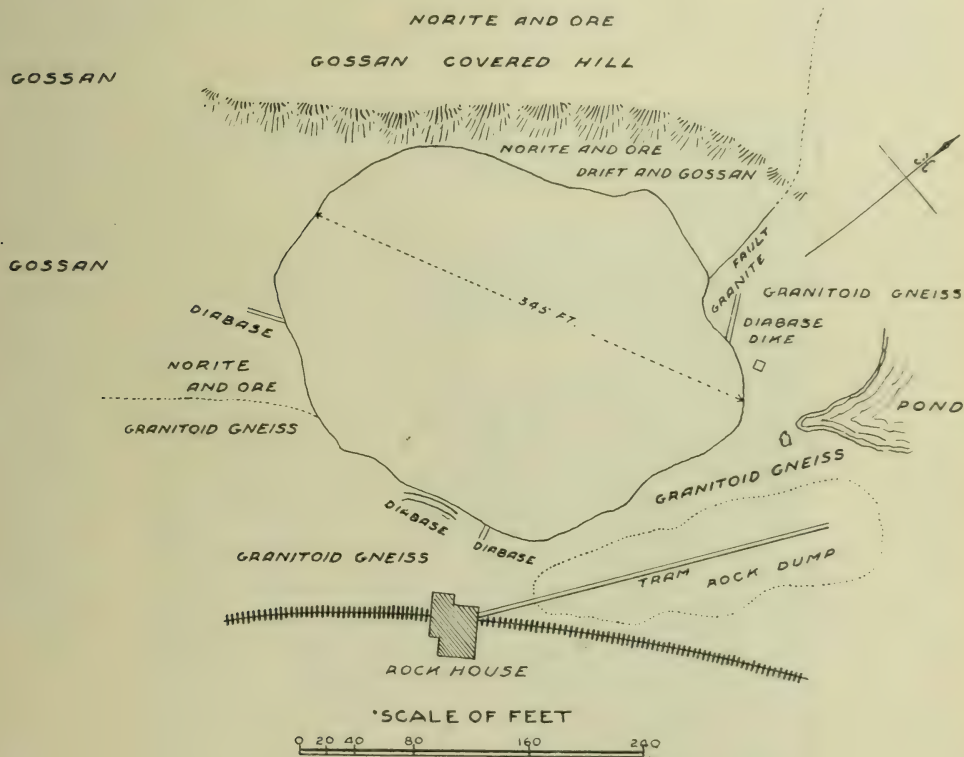 NORITE AND ORE
GOSSAN COVERED HILL
GOSSAN
NORITE AND ORE
DRIFT AND GOSSAN
GOSSAN
FAULT
GRANITE
GRANITOID GNEISS
DIABASE
DIKE
345 FT.
DIABASE
NORITE
AND ORE
GRANITOID GNEISS
POND
GRANITOID GNEISS
DIABASE
DIABASE
GRANITOID GNEISS
TRAM
ROCK DUMP
ROCK HOUSE
SCALE OF FEET
0 20 40 80 160 240